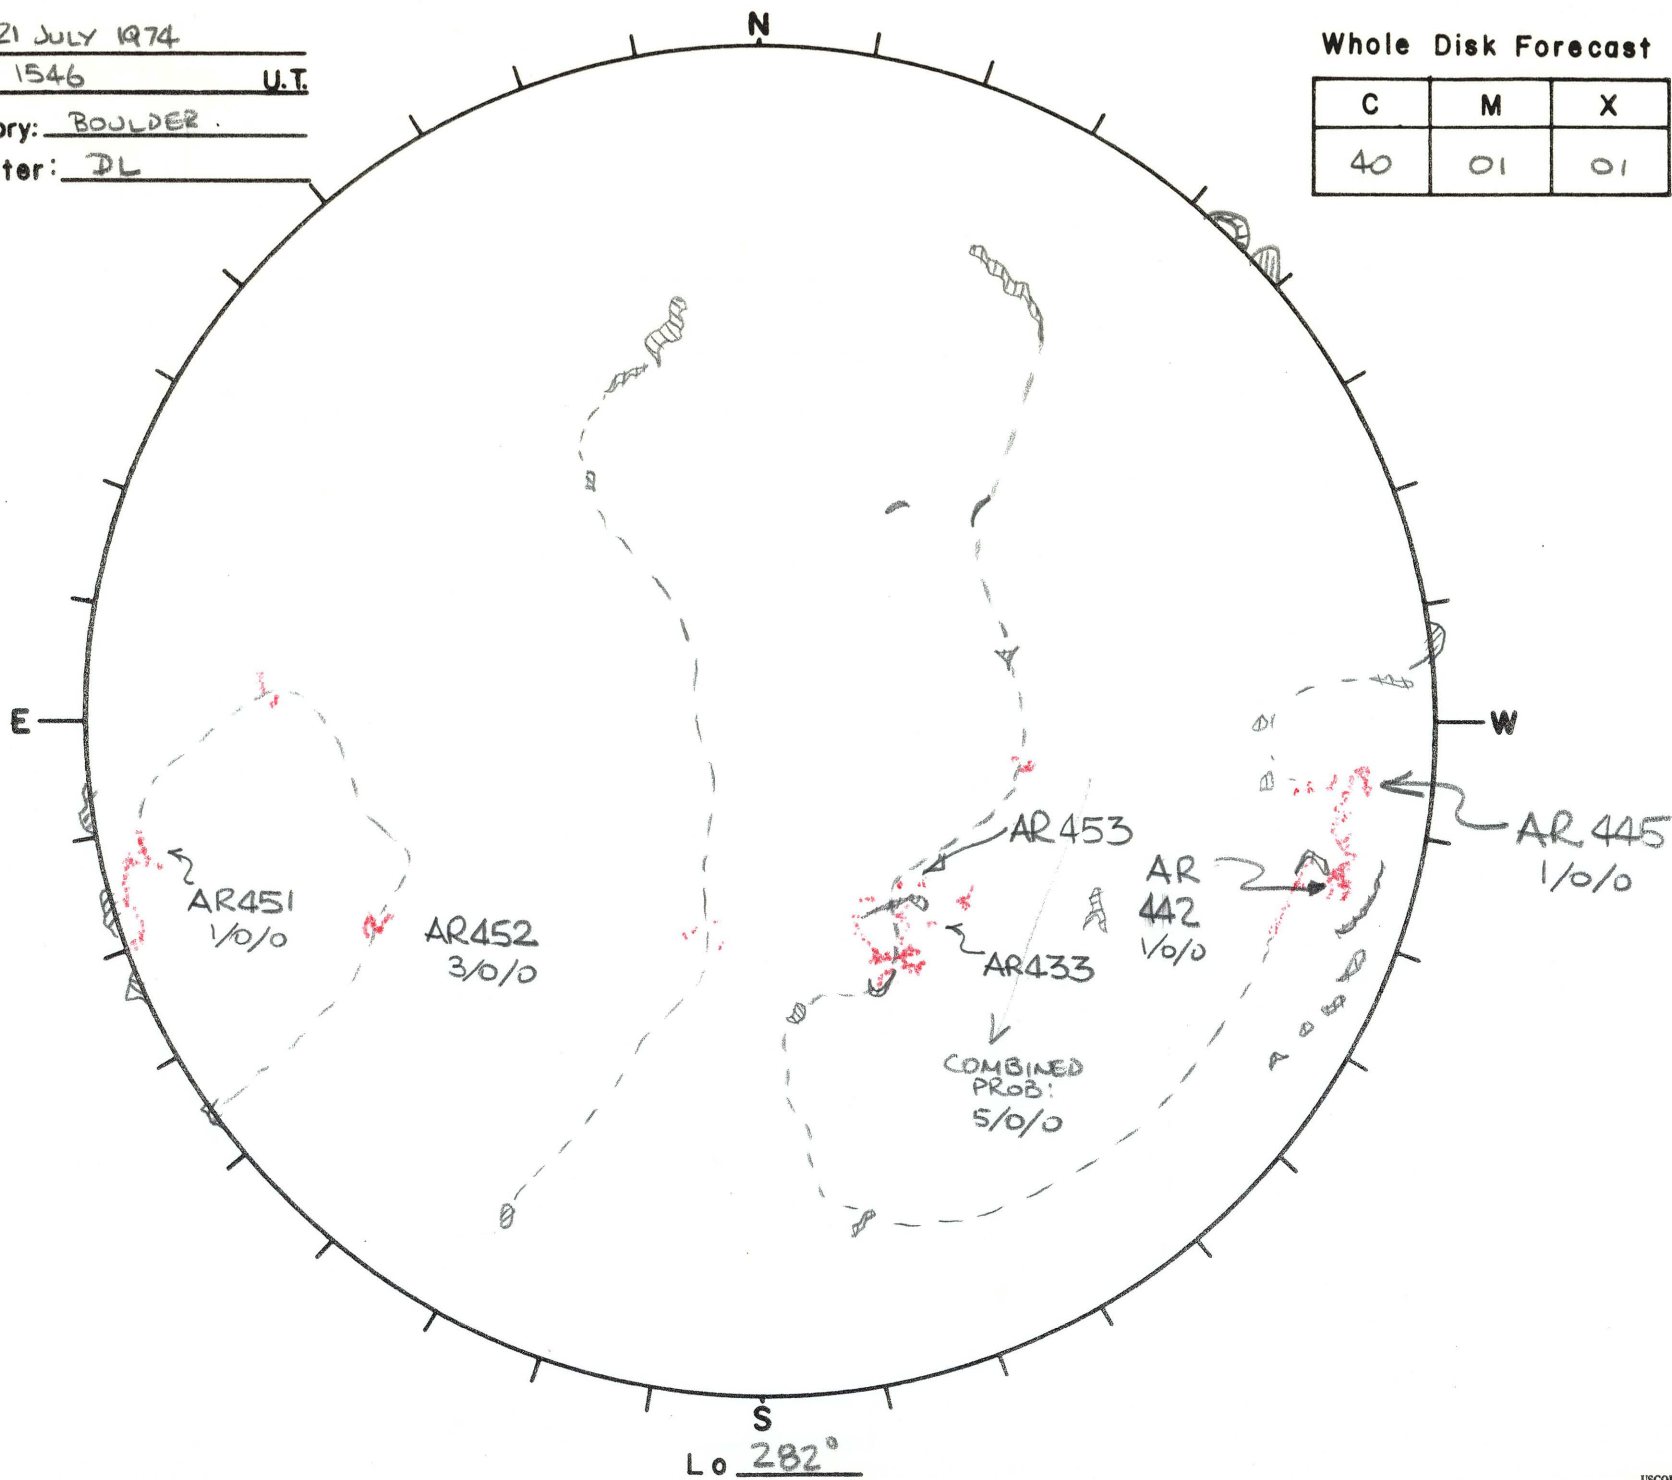 21 JULY 1974
1546 U.T.
ory: BOULDER.
ter: DL
N
Whole Disk Forecast
C M X
40 01 01
E
W
AR 453
AR 445
1/0/0
AR
442
1/0/0
AR451
1/0/0
AR452
3/0/0
AR433
COMBINED
PROB:
5/0/0
S
Lo 282°